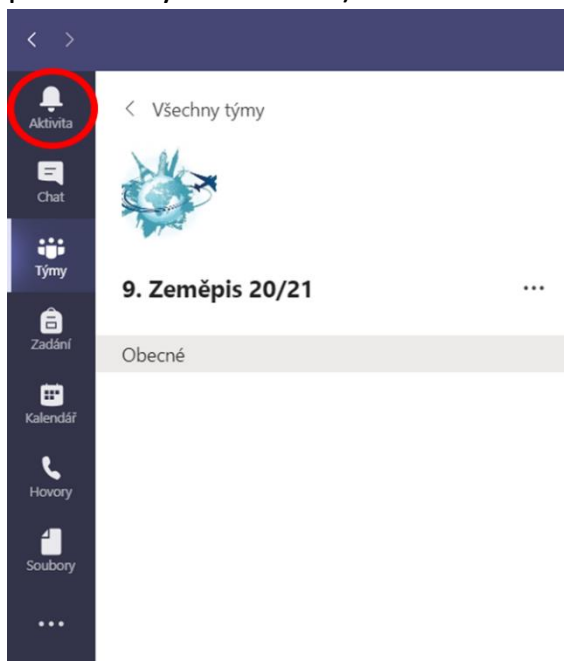 Aktivita
Chat
Týmy
Zadání
Kalendář
Hovory
Soubory
Všechny týmy
9. Zeměpis 20/21
Obecné